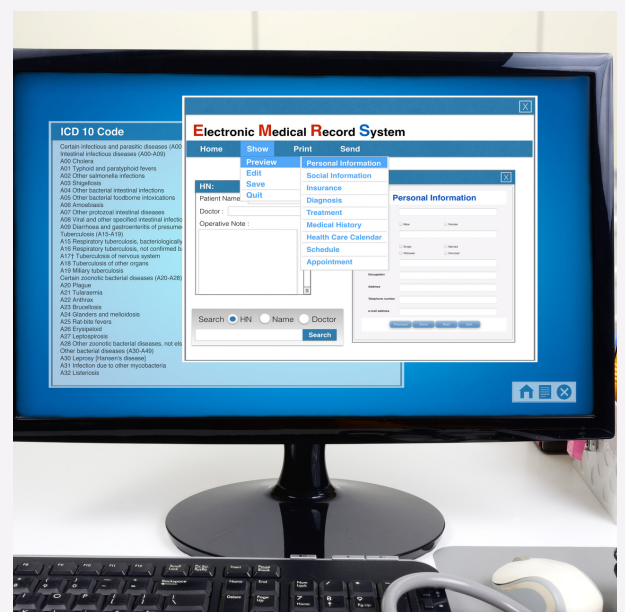 ICD 10 Code
Certain infectious and parasitic diseases (A00
Intestinal infectious diseases (A00-A09)
A00 Cholera
A01 Typhoid and paratyphoid fevers
A02 Other salmonella infections
A03 Shigellosis
A04 Other bacterial intestinal infections
A05 Other bacterial foodborne intoxications
A06 Amoebiasis
A07 Other protozoal intestinal diseases
A08 Viral and other specified intestinal infectio
A09 Diarrhoea and gastroenteritis of presume
Tuberculosis (A15-A19)
A15 Respiratory tuberculosis, bacteriologically
A16 Respiratory tuberculosis, not confirmed b
A17† Tuberculosis of nervous system
A18 Tuberculosis of other organs
A19 Miliary tuberculosis
Certain zoonotic bacterial diseases (A20-A28)
A20 Plague
A21 Tularaemia
A22 Anthrax
A23 Brucellosis
A24 Glanders and melioidosis
A25 Rat-bite fevers
A26 Erysipeloid
A27 Leptospirosis
A28 Other zoonotic bacterial diseases, not els
Other bacterial diseases (A30-A49)
A30 Leprosy [Hansen's disease]
A31 Infection due to other mycobacteria
A32 Listeriosis
X
Electronic Medical Record System
Home Show Print Send
Preview
Edit
Save
Quit
Personal Information
Social Information
Insurance
Diagnosis
Treatment
Medical History
Health Care Calendar
Schedule
Appointment
HN:
Patient Name
Doctor :
Operative Note :
Search HN Name Doctor
Search
X
Personal Information
Occupation
Address
Telephone number
e-mail address
Backspace
Home End
Delete
7 8 9
Home